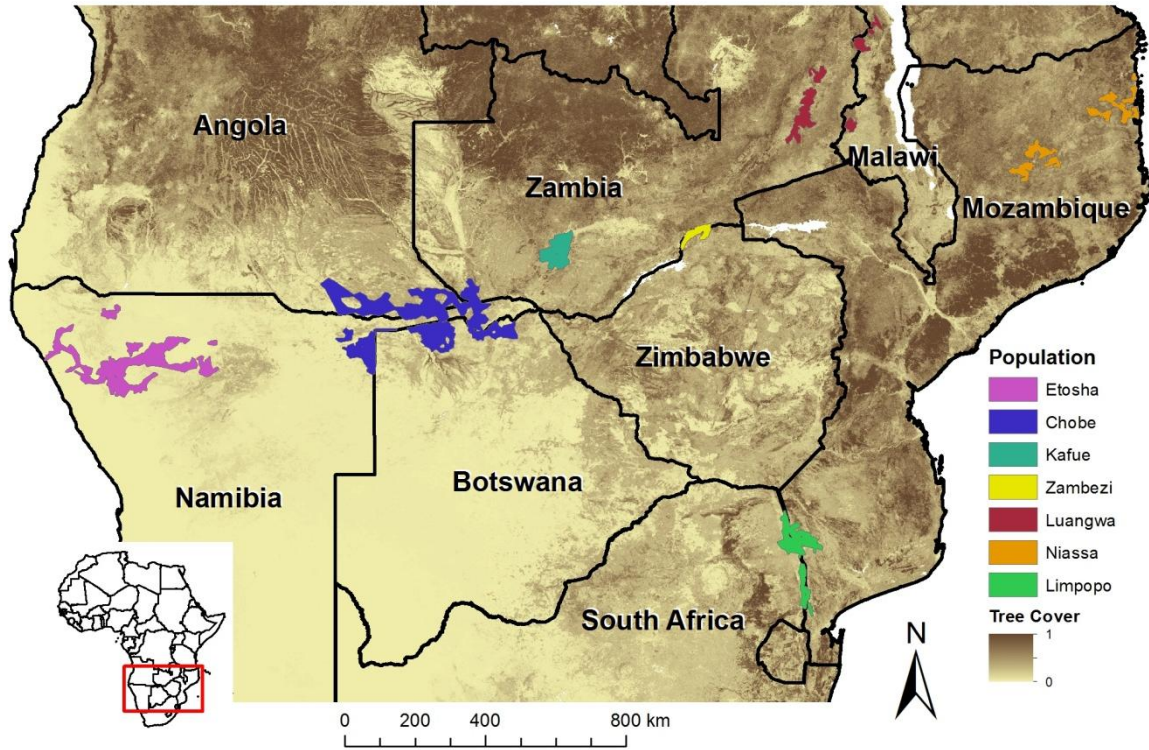 Angola
Zambia
Malawi
Mozambique
Zimbabwe
Namibia
Botswana
South Africa
Population
Etosha
Chobe
Kafue
Zambezi
Luangwa
Niassa
Limpopo
Tree Cover
1
0
N
0 200 400 800 km